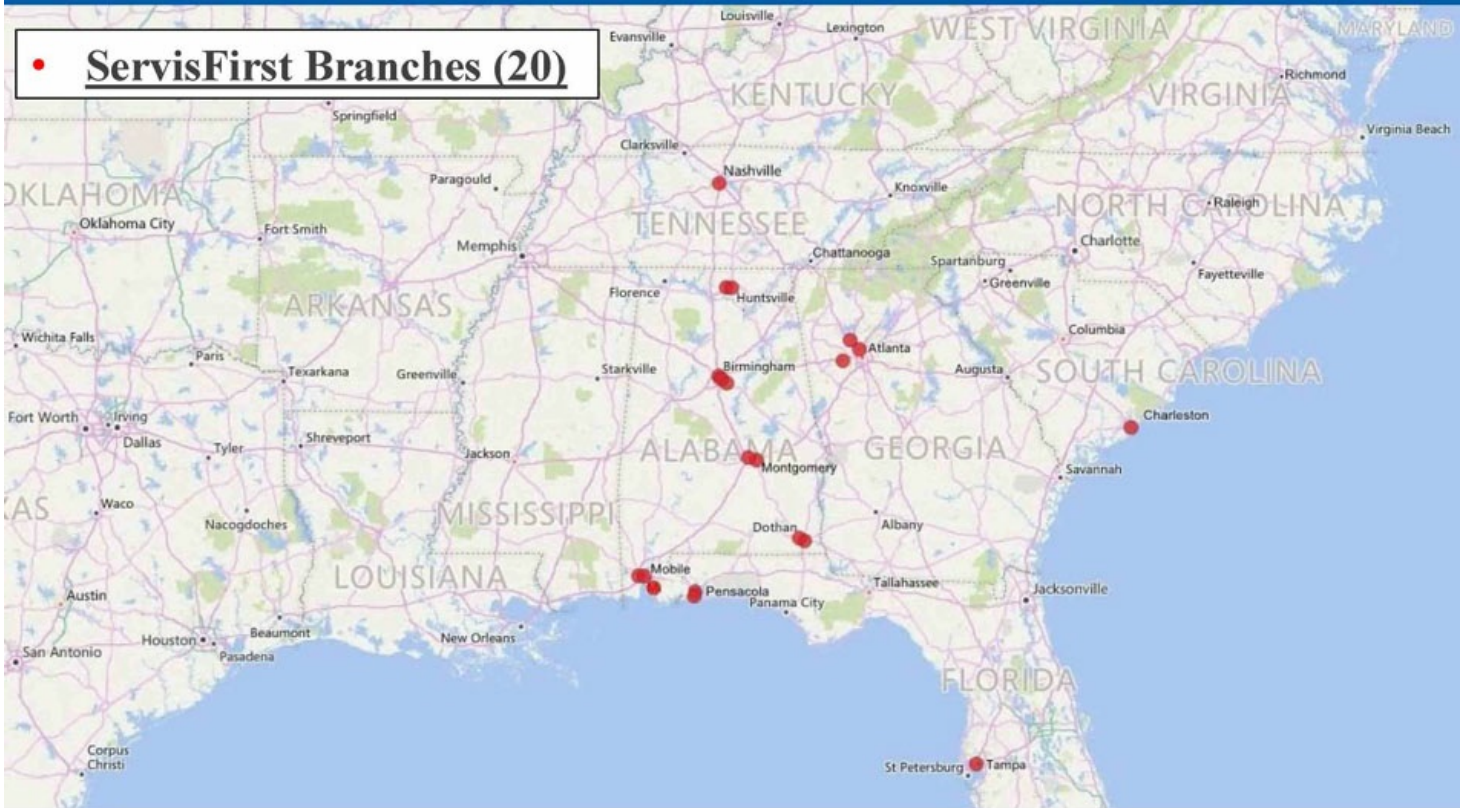 • ServisFirst Branches (20)
Louisville
Lexington
WEST VIRGINIA
MARYLAND
Evansville
Richmond
KENTUCKY
VIRGINIA
Springfield
Virginia Beach
Clarksville
Nashville
Paragould
Knoxville
OKLAHOMA
NORTH CAROLINA
Raleigh
Oklahoma City
Fort Smith
TENNESSEE
Memphis
Charlotte
Chattanooga
Spartanburg
Fayetteville
Greenville
Florence
Huntsville
ARKANSAS
Wichita Falls
Columbia
Paris
Atlanta
Texarkana
Greenville
Starkville
Birmingham
Augusta
SOUTH CAROLINA
Fort Worth
Irving
Dallas
Charleston
Shreveport
Tyler
Jackson
ALABAMA
GEORGIA
Montgomery
Savannah
XAS
Waco
Nacogdoches
MISSISSIPPI
Dothan
Albany
LOUISIANA
Mobile
Tallahassee
Jacksonville
Austin
Pensacola
Panama City
Beaumont
Houston
New Orleans
San Antonio
Pasadena
FLORIDA
Corpus
Christi
St Petersburg
Tampa